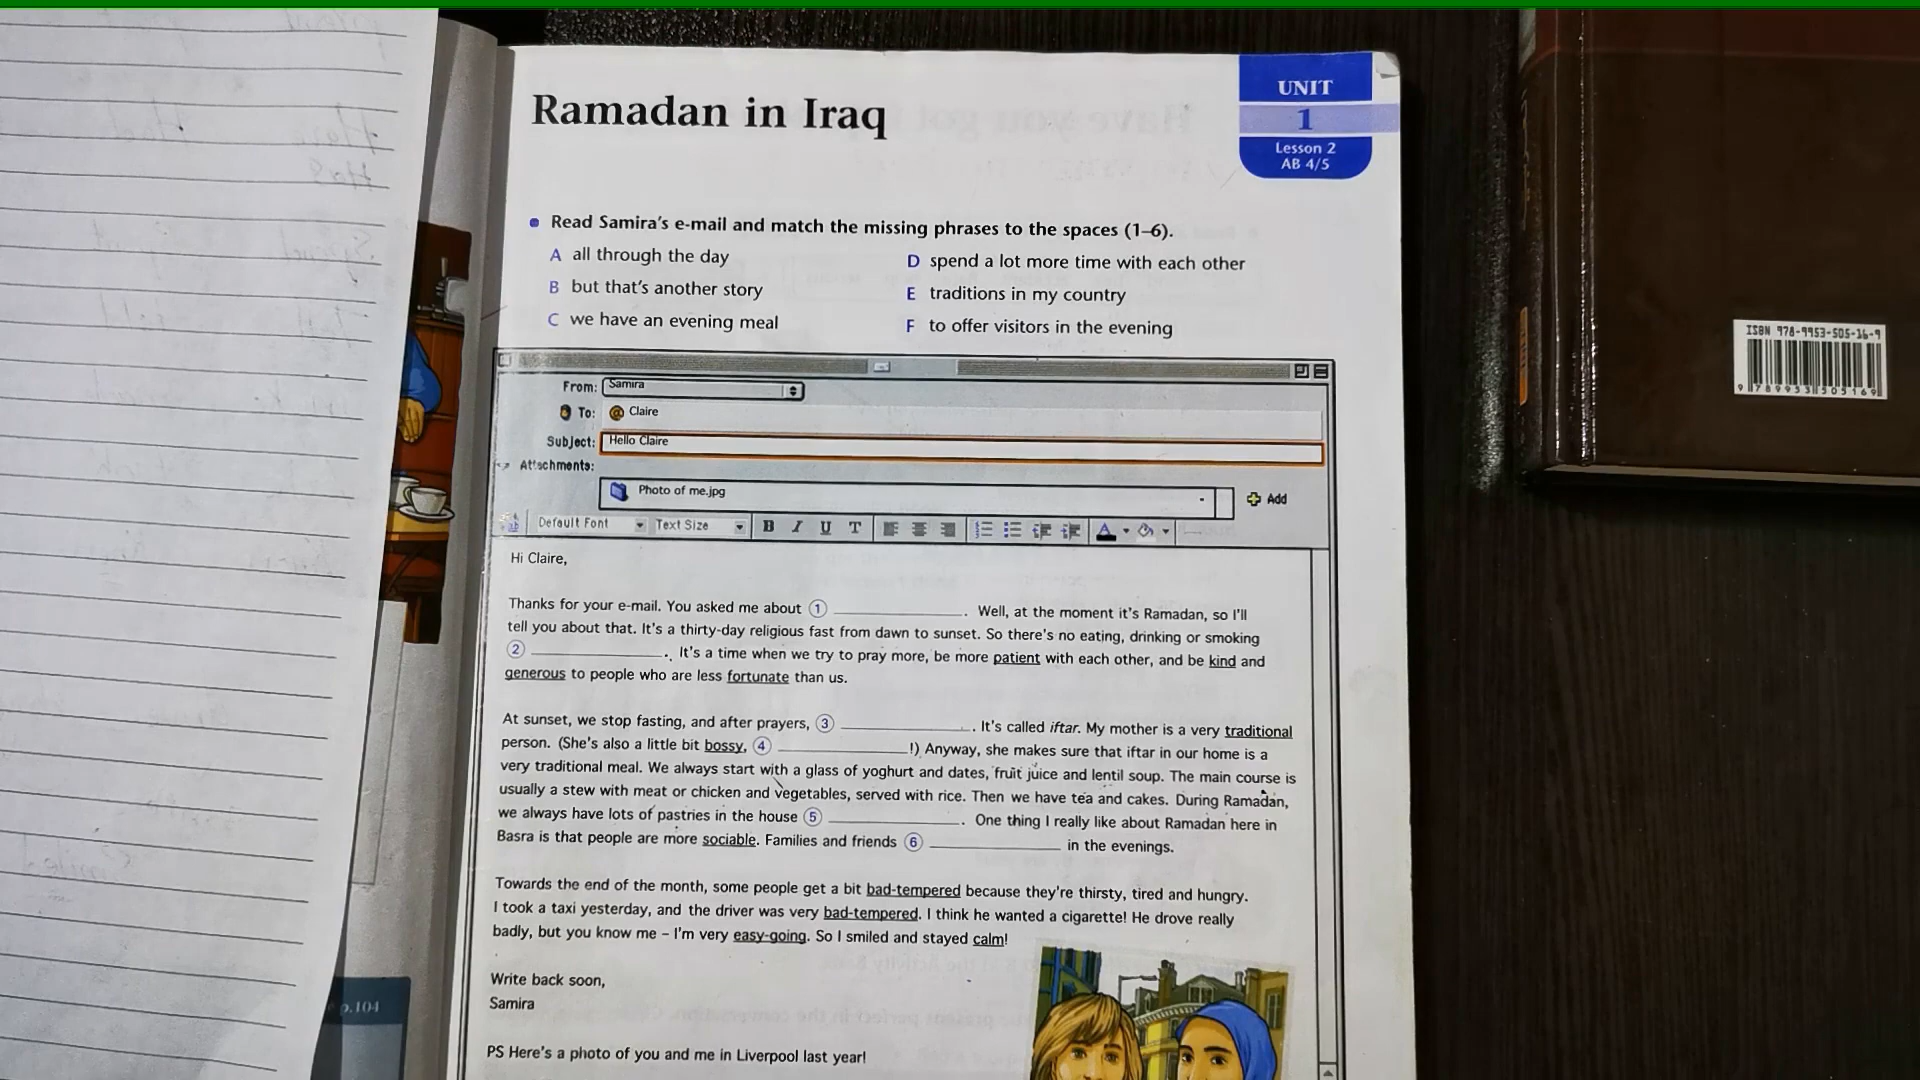 Ramadan in Iraq
UNIT
1
Lesson 2
AB 4/5
Read Samira's e-mail and match the missing phrases to the spaces (1–6).
A all through the day
B but that's another story
C we have an evening meal
D spend a lot more time with each other
E traditions in my country
F to offer visitors in the evening
From: Samira
To: Claire
Subject: Hello Claire
Attachments:
Photo of me.jpg
Add
Default Font Text Size B I U T A
Hi Claire,
Thanks for your e-mail. You asked me about 1 ______. Well, at the moment it's Ramadan, so I'll
tell you about that. It's a thirty-day religious fast from dawn to sunset. So there's no eating, drinking or smoking
2 ______. It's a time when we try to pray more, be more patient with each other, and be kind and
generous to people who are less fortunate than us.
At sunset, we stop fasting, and after prayers, 3 ______. It's called iftar. My mother is a very traditional
person. (She's also a little bit bossy, 4 ______!) Anyway, she makes sure that iftar in our home is a
very traditional meal. We always start with a glass of yoghurt and dates, fruit juice and lentil soup. The main course is
usually a stew with meat or chicken and vegetables, served with rice. Then we have tea and cakes. During Ramadan,
we always have lots of pastries in the house 5 ______. One thing I really like about Ramadan here in
Basra is that people are more sociable. Families and friends 6 ______ in the evenings.
Towards the end of the month, some people get a bit bad-tempered because they're thirsty, tired and hungry.
I took a taxi yesterday, and the driver was very bad-tempered. I think he wanted a cigarette! He drove really
badly, but you know me – I'm very easy-going. So I smiled and stayed calm!
Write back soon,
Samira
PS Here's a photo of you and me in Liverpool last year!
p.104
ISBN 978-9953-505-16-9
9 789953 505169